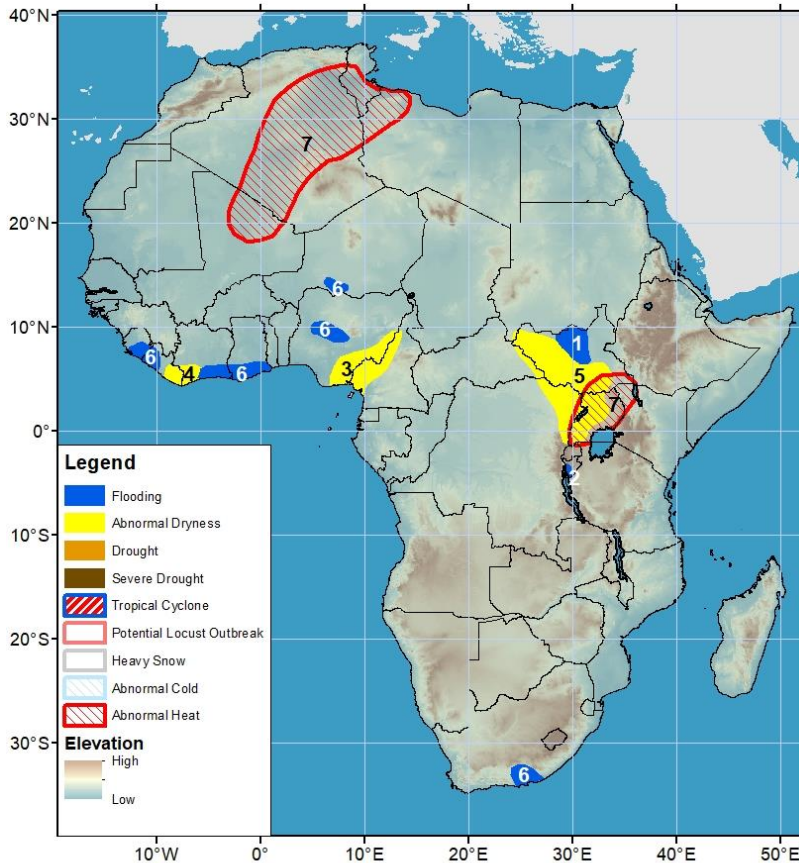 40°N
30°N
7
20°N
6
10°N
6
1
6
4
6
3
5
7
0°
2
Legend
Flooding
Abnormal Dryness
Drought
Severe Drought
Tropical Cyclone
Potential Locust Outbreak
Heavy Snow
Abnormal Cold
Abnormal Heat
Elevation
High
Low
10°S
20°S
30°S
6
10°W
0°
10°E
20°E
30°E
40°E
50°E